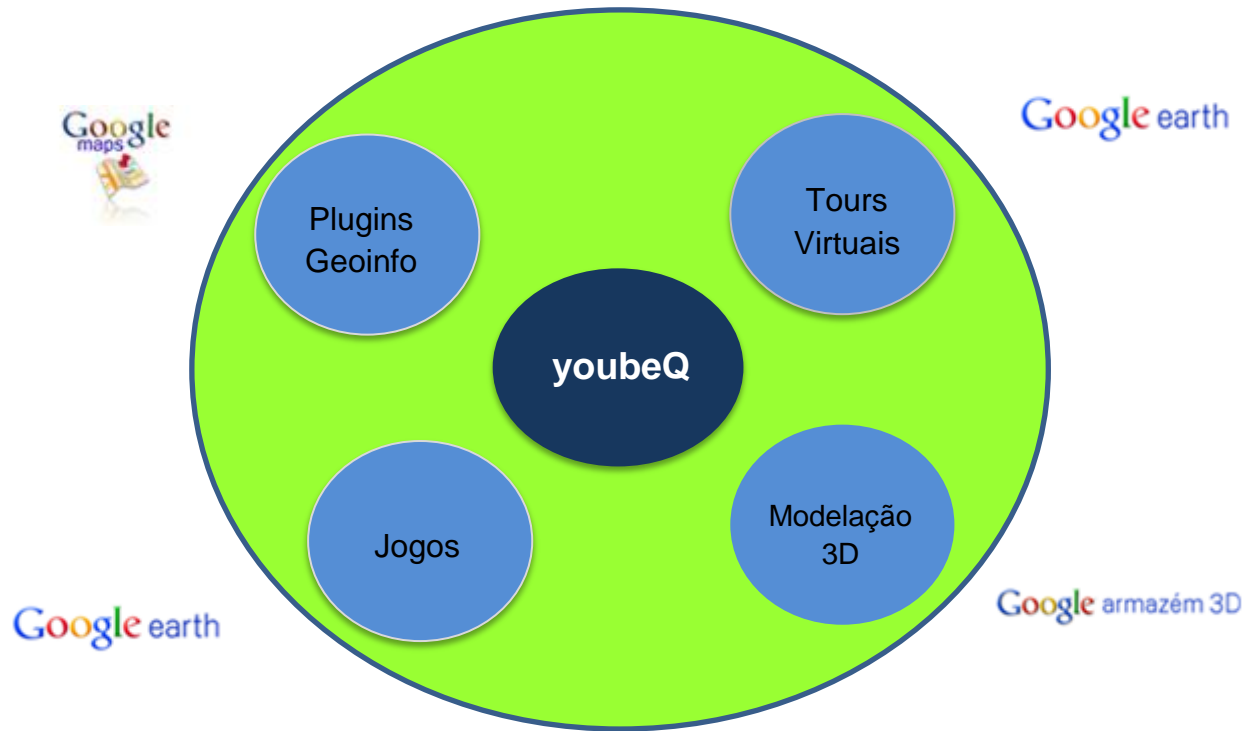 Google
maps
Google earth
Plugins
Geoinfo
Tours
Virtuais
youbeQ
Jogos
Modelação
3D
Google earth
Google armazém 3D